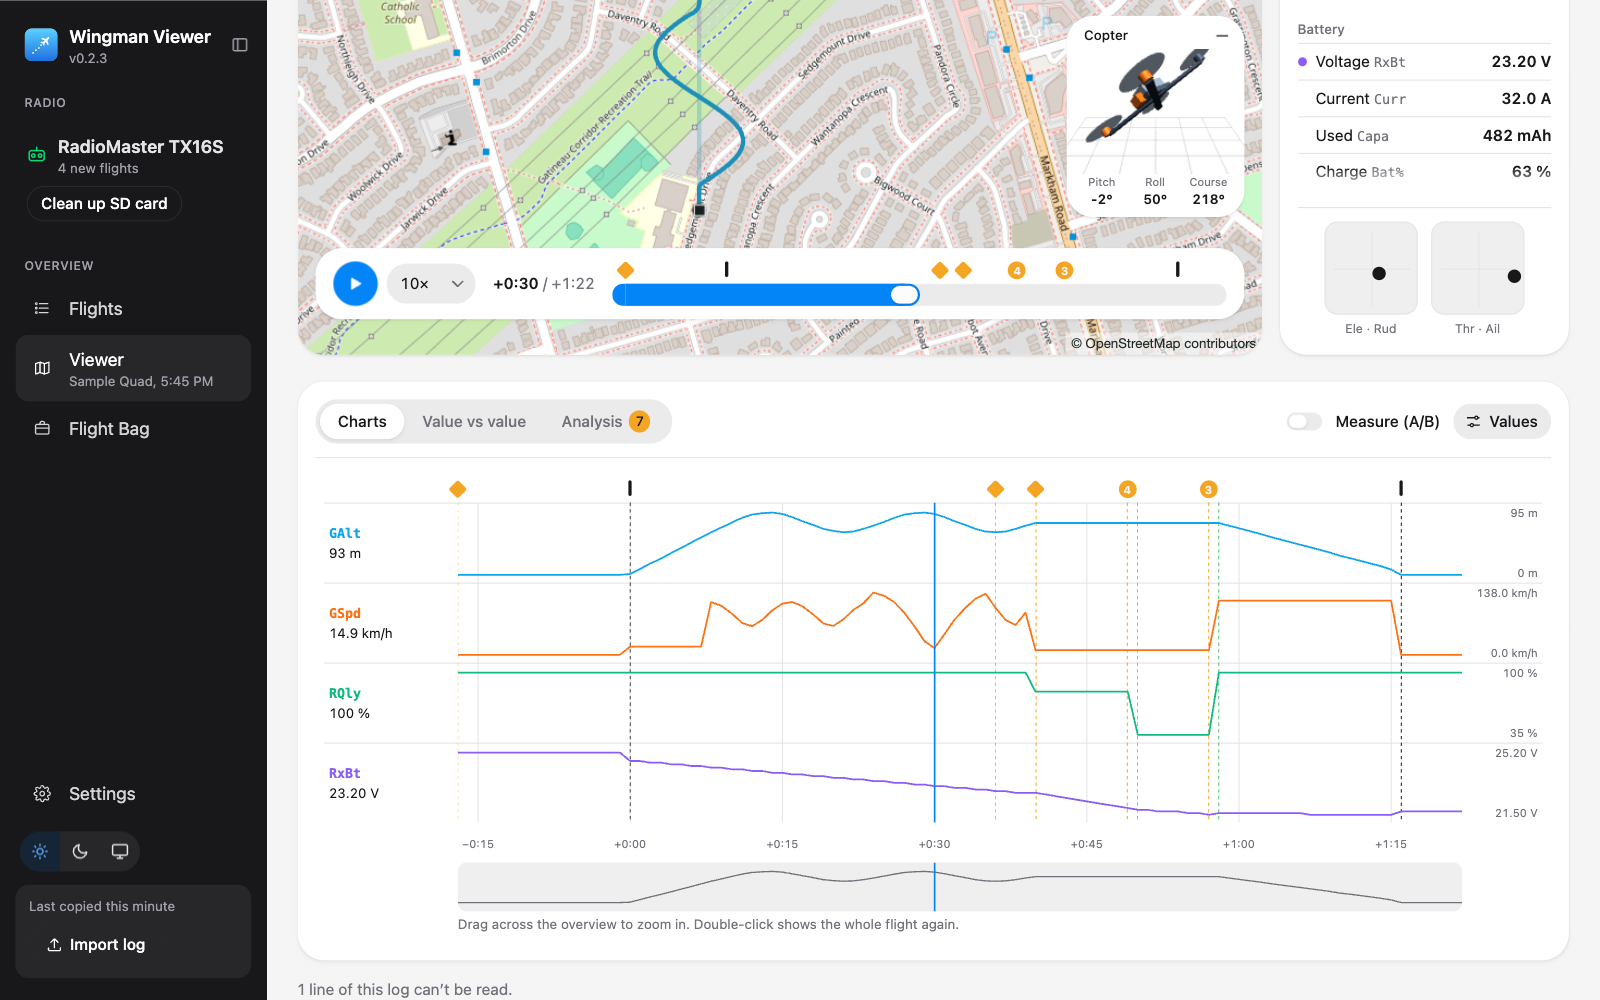 Wingman Viewer
v0.2.3
RADIO
RadioMaster TX16S
4 new flights
Clean up SD card
OVERVIEW
Flights
Viewer
Sample Quad, 5:45 PM
Flight Bag
Settings
Last copied this minute
Import log
Catholic
School
Northleigh Drive
Brimorton Drive
Daventry Road
Sedgemount Drive
Pandora Circle
Gatineau Corridor Recreation Trail
Daventry Road
Wantanopa Crescent
Woolwick Drive
Jarwick Drive
Bigwood Court
Markham Road
Painted
© OpenStreetMap contributors
Copter
Pitch Roll Course
-2° 50° 218°
10×
+0:30 / +1:22
4 3
Battery
Voltage RxBt 23.20 V
Current Curr 32.0 A
Used Capa 482 mAh
Charge Bat% 63 %
Ele · Rud Thr · Ail
Charts Value vs value Analysis 7
Measure (A/B) Values
4 3
GAlt
93 m
95 m
0 m
GSpd
14.9 km/h
138.0 km/h
0.0 km/h
RQly
100 %
100 %
35 %
RxBt
23.20 V
25.20 V
21.50 V
−0:15 +0:00 +0:15 +0:30 +0:45 +1:00 +1:15
Drag across the overview to zoom in. Double-click shows the whole flight again.
1 line of this log can’t be read.